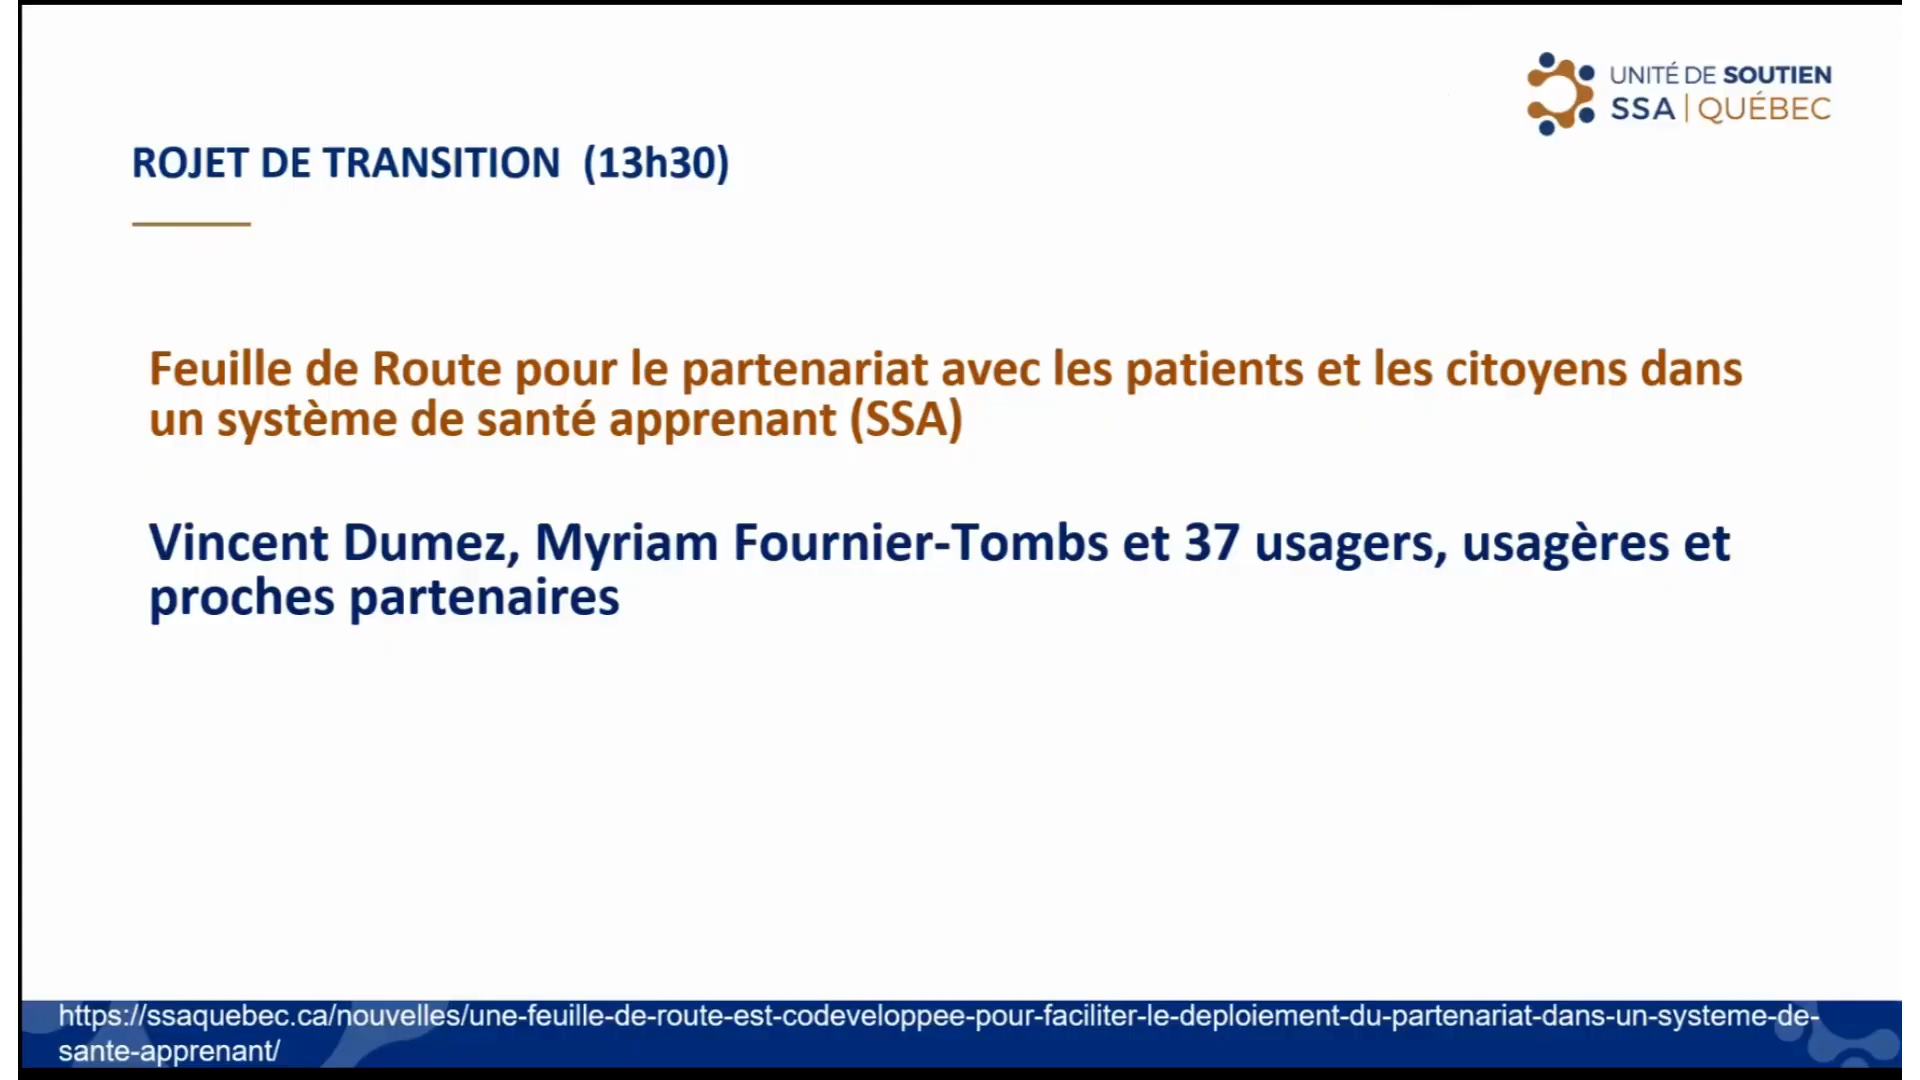 UNITÉ DE SOUTIEN
SSA | QUÉBEC
ROJET DE TRANSITION (13h30)
Feuille de Route pour le partenariat avec les patients et les citoyens dans
un système de santé apprenant (SSA)
Vincent Dumez, Myriam Fournier-Tombs et 37 usagers, usagères et
proches partenaires
https://ssaquebec.ca/nouvelles/une-feuille-de-route-est-codeveloppee-pour-faciliter-le-deploiement-du-partenariat-dans-un-systeme-de-
sante-apprenant/